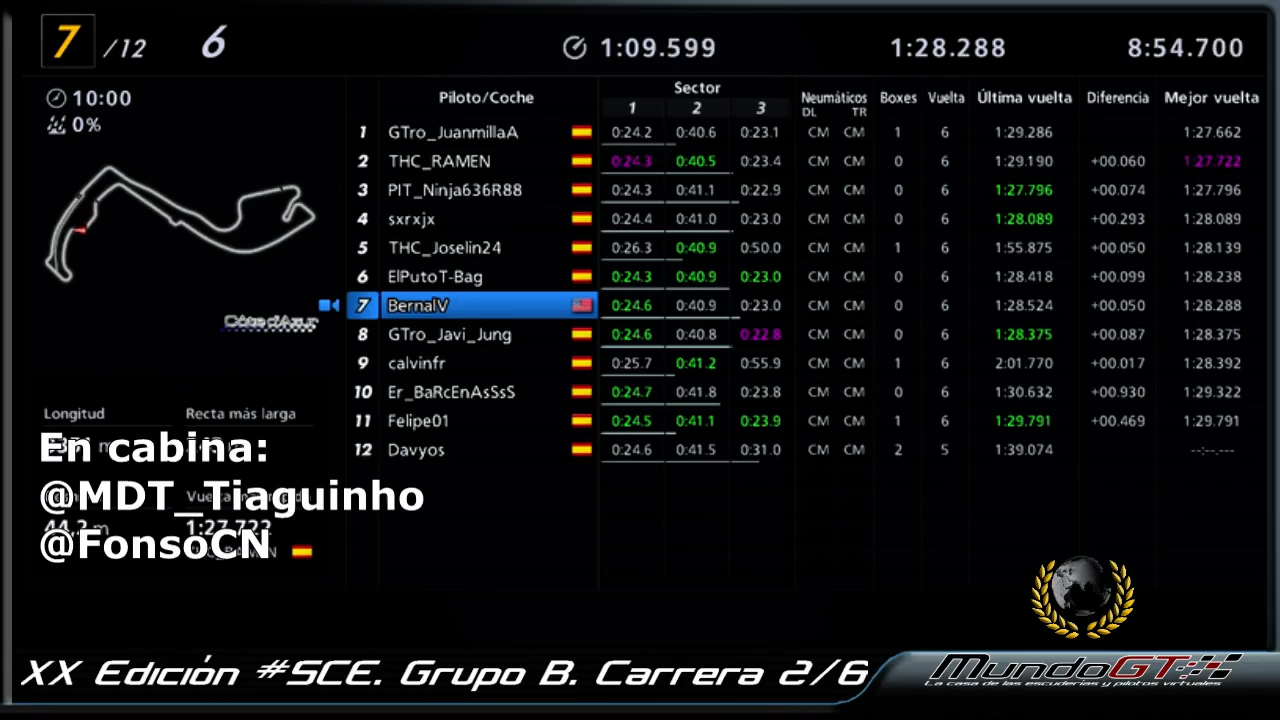 7 /12 6 1:09.599 1:28.288 8:54.700
10:00
0%
Piloto/Coche Sector Neumáticos Boxes Vuelta Última vuelta Diferencia Mejor vuelta
1 2 3 DL TR
1 GTro_JuanmillaA 0:24.2 0:40.6 0:23.1 CM CM 1 6 1:29.286 1:27.662
2 THC_RAMEN 0:24.3 0:40.5 0:23.4 CM CM 0 6 1:29.190 +00.060 1:27.722
3 PIT_Ninja636R88 0:24.3 0:41.1 0:22.9 CM CM 0 6 1:27.796 +00.074 1:27.796
4 sxrxjx 0:24.4 0:41.0 0:23.0 CM CM 0 6 1:28.089 +00.293 1:28.089
5 THC_Joselin24 0:26.3 0:40.9 0:50.0 CM CM 1 6 1:55.875 +00.050 1:28.139
6 ElPutoT-Bag 0:24.3 0:40.9 0:23.0 CM CM 0 6 1:28.418 +00.099 1:28.238
7 BernalV 0:24.6 0:40.9 0:23.0 CM CM 0 6 1:28.524 +00.050 1:28.288
8 GTro_Javi_Jung 0:24.6 0:40.8 0:22.8 CM CM 0 6 1:28.375 +00.087 1:28.375
9 calvinfr 0:25.7 0:41.2 0:55.9 CM CM 1 6 2:01.770 +00.017 1:28.392
10 Er_BaRcEnAsSsS 0:24.7 0:41.8 0:23.8 CM CM 0 6 1:30.632 +00.930 1:29.322
11 Felipe01 0:24.5 0:41.1 0:23.9 CM CM 1 6 1:29.791 +00.469 1:29.791
12 Davyos 0:24.6 0:41.5 0:31.0 CM CM 2 5 1:39.074 --:--.---
Côte d'Azur
Longitud Recta más larga
En cabina:
@MDT_Tiaguinho
44.2 m 1:27.722
@FonsoCN
XX Edición #SCE. Grupo B. Carrera 2/6
MundoGT
La casa de las escuderías y pilotos virtuales